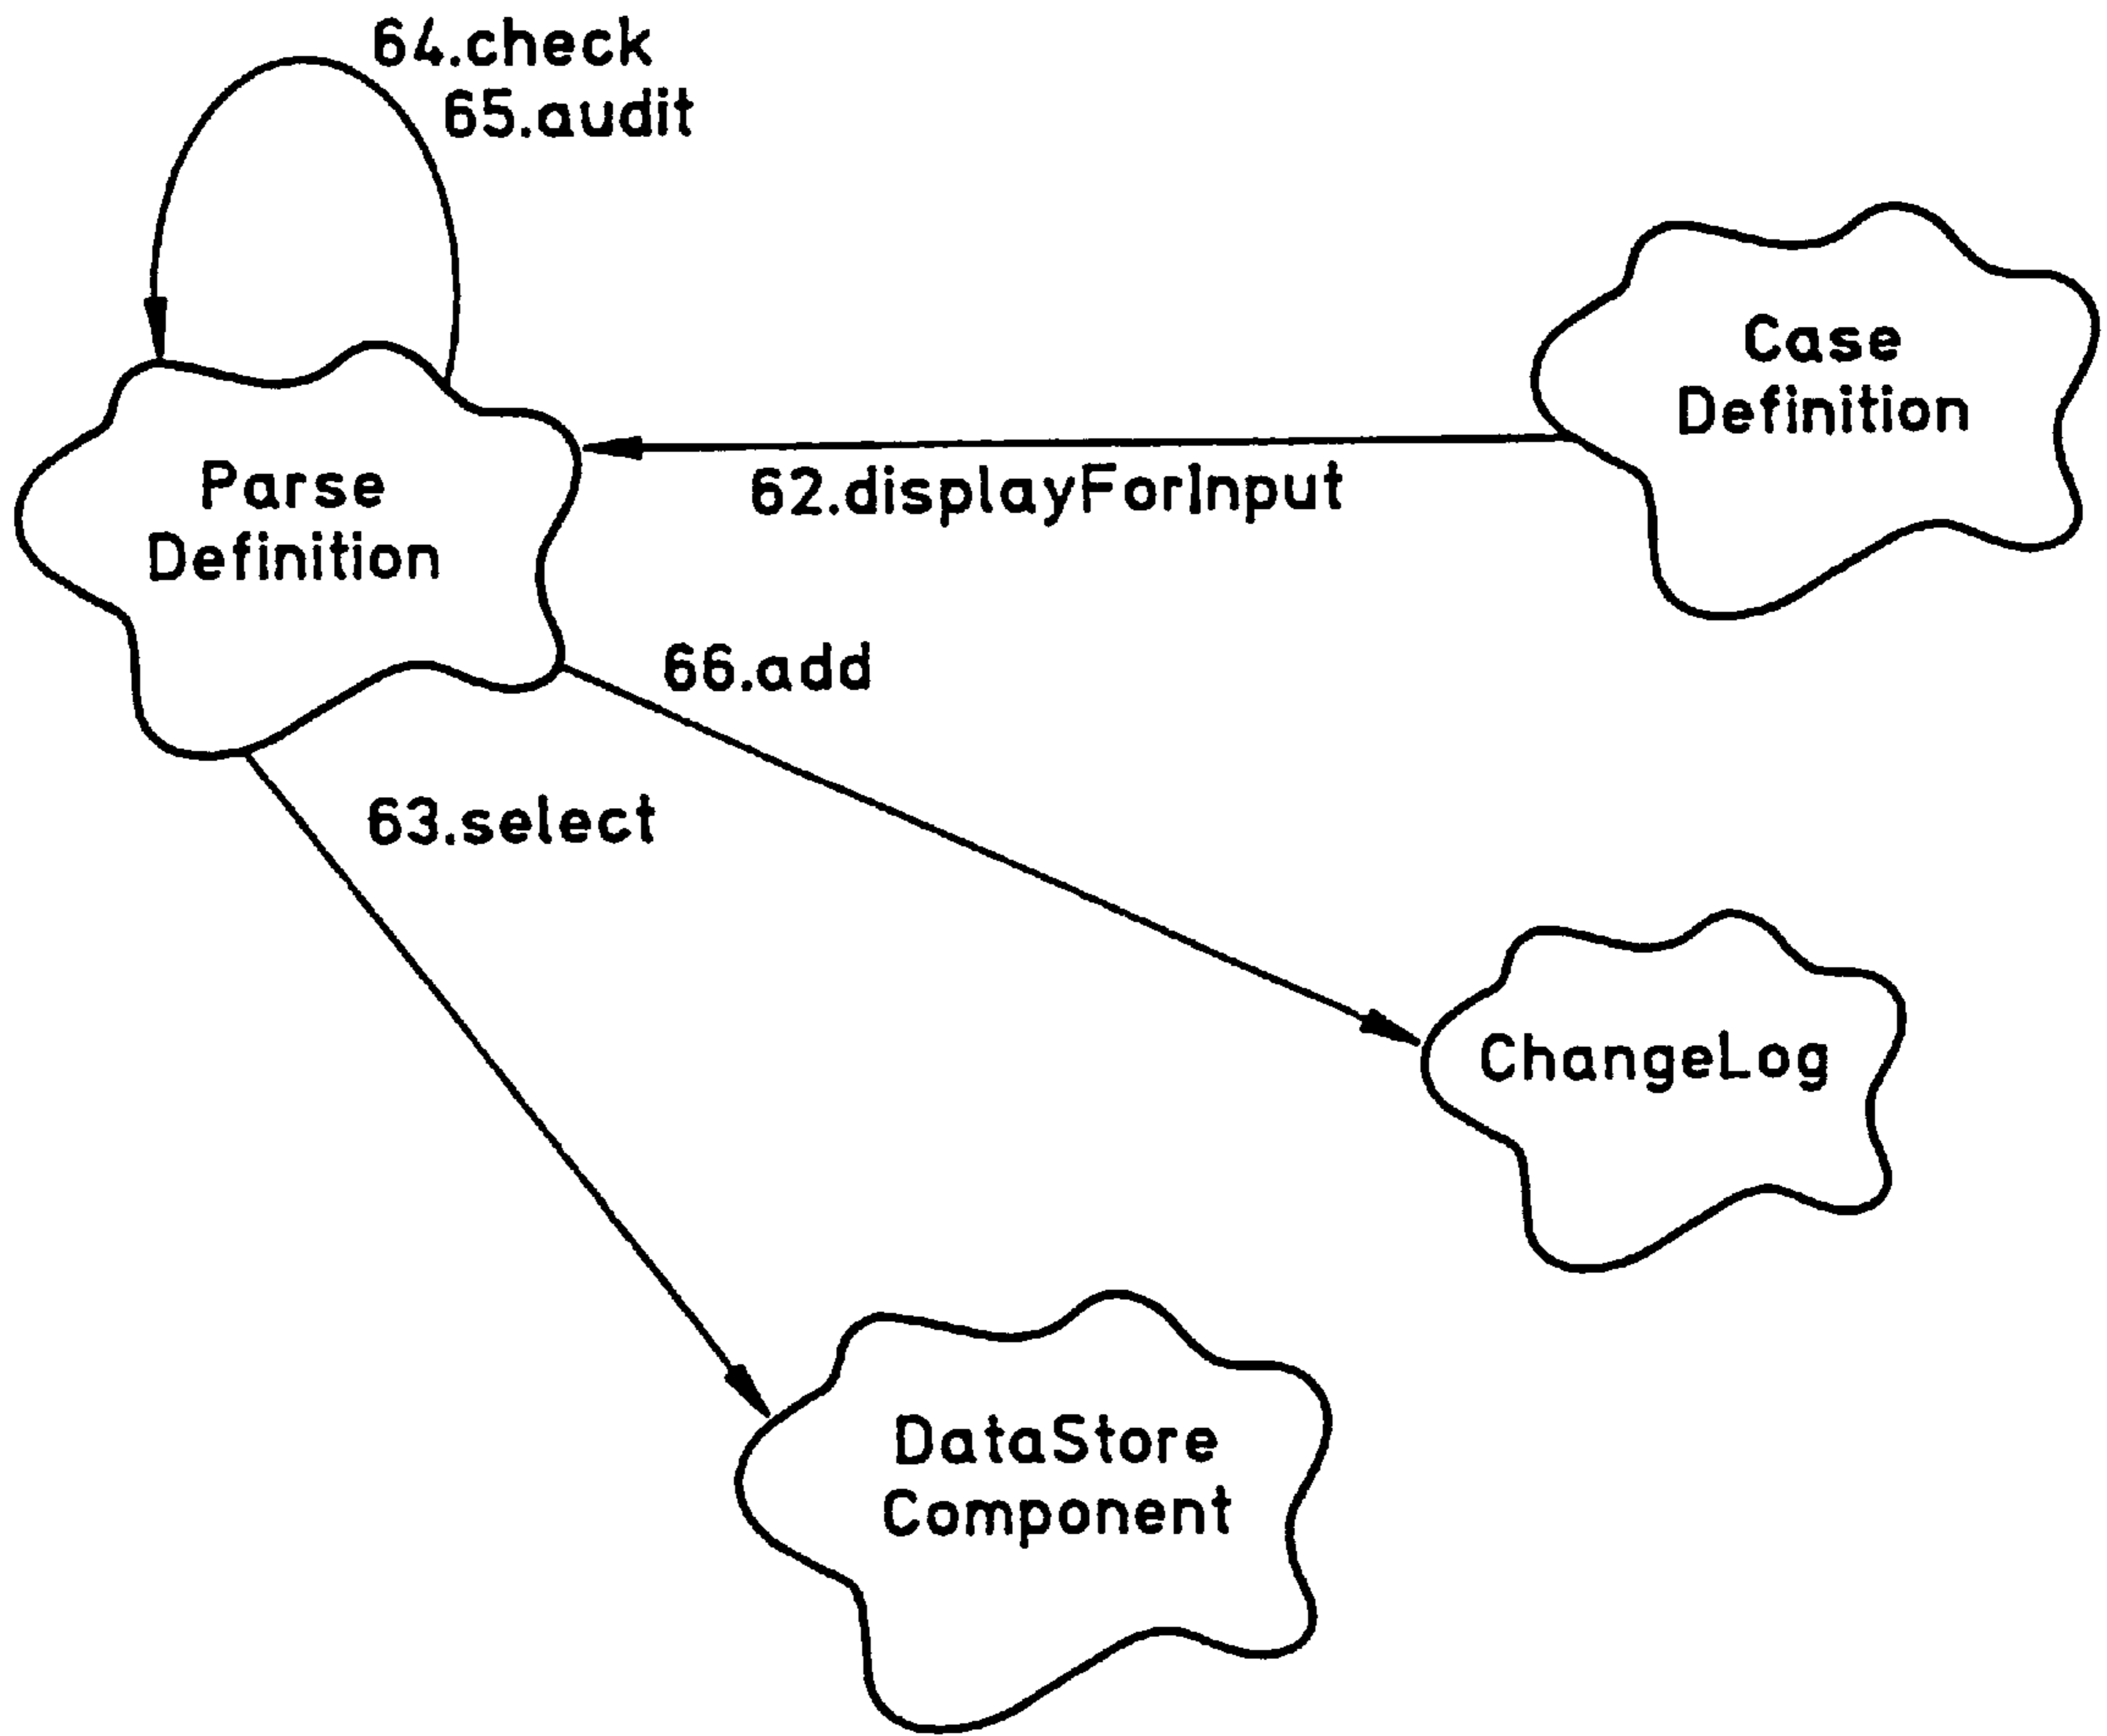 64.check
65.audit
Case
Definition
Parse
Definition
62.displayForInput
66.add
63.select
ChangeLog
DataStore
Component